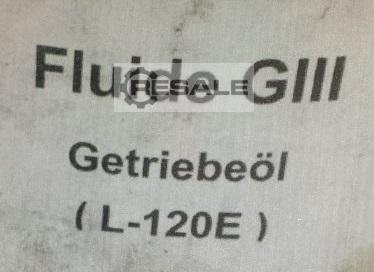 Fluide GIII
RESALE
Getriebeöl
( L-120E )